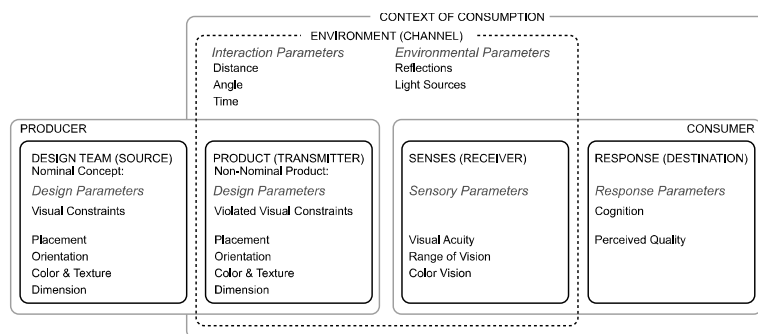 CONTEXT OF CONSUMPTION
ENVIRONMENT (CHANNEL)
Interaction Parameters
Distance
Angle
Time
Environmental Parameters
Reflections
Light Sources
PRODUCER
CONSUMER
DESIGN TEAM (SOURCE)
Nominal Concept:
Design Parameters
Visual Constraints
Placement
Orientation
Color & Texture
Dimension
PRODUCT (TRANSMITTER)
Non-Nominal Product:
Design Parameters
Violated Visual Constraints
Placement
Orientation
Color & Texture
Dimension
SENSES (RECEIVER)
Sensory Parameters
Visual Acuity
Range of Vision
Color Vision
RESPONSE (DESTINATION)
Response Parameters
Cognition
Perceived Quality